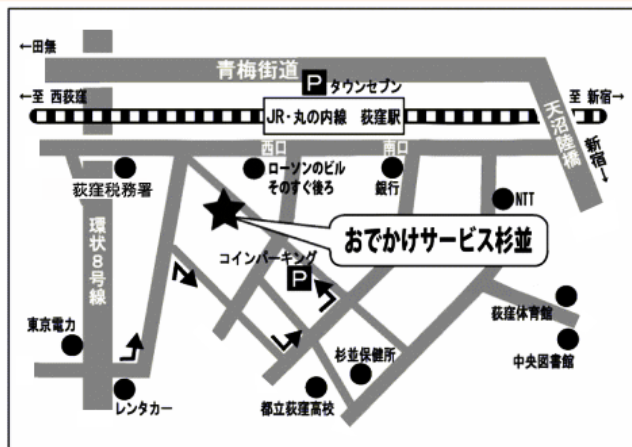 ←田無
青梅街道
P タウンセブン
←至 西荻窪
至 新宿→
JR・丸の内線 荻窪駅
天沼陸橋
新宿→
西口
南口
荻窪税務署
ローソンのビル
そのすぐ後ろ
銀行
NTT
環状8号線
おでかけサービス杉並
コインパーキング
P
東京電力
荻窪体育館
杉並保健所
中央図書館
レンタカー
都立荻窪高校